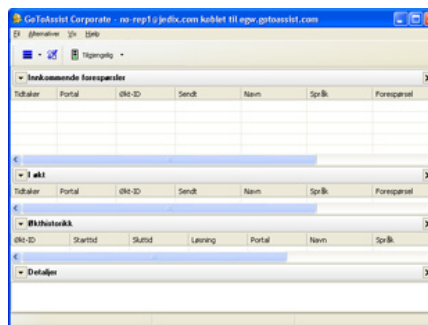 GoToAssist Corporate - no-rep1@jedix.com koblet til egw.gotoassist.com
Fil Alternativer Vis Hjelp
Tilgjengelig
Innkommende forespørsler
Tidtaker Portal Økt-ID Sendt Navn Språk Forespørsel
I økt
Tidtaker Portal Økt-ID Sendt Navn Språk Forespørsel
Økthistorikk
Økt-ID Starttid Sluttid Løsning Portal Navn Språk
Detaljer